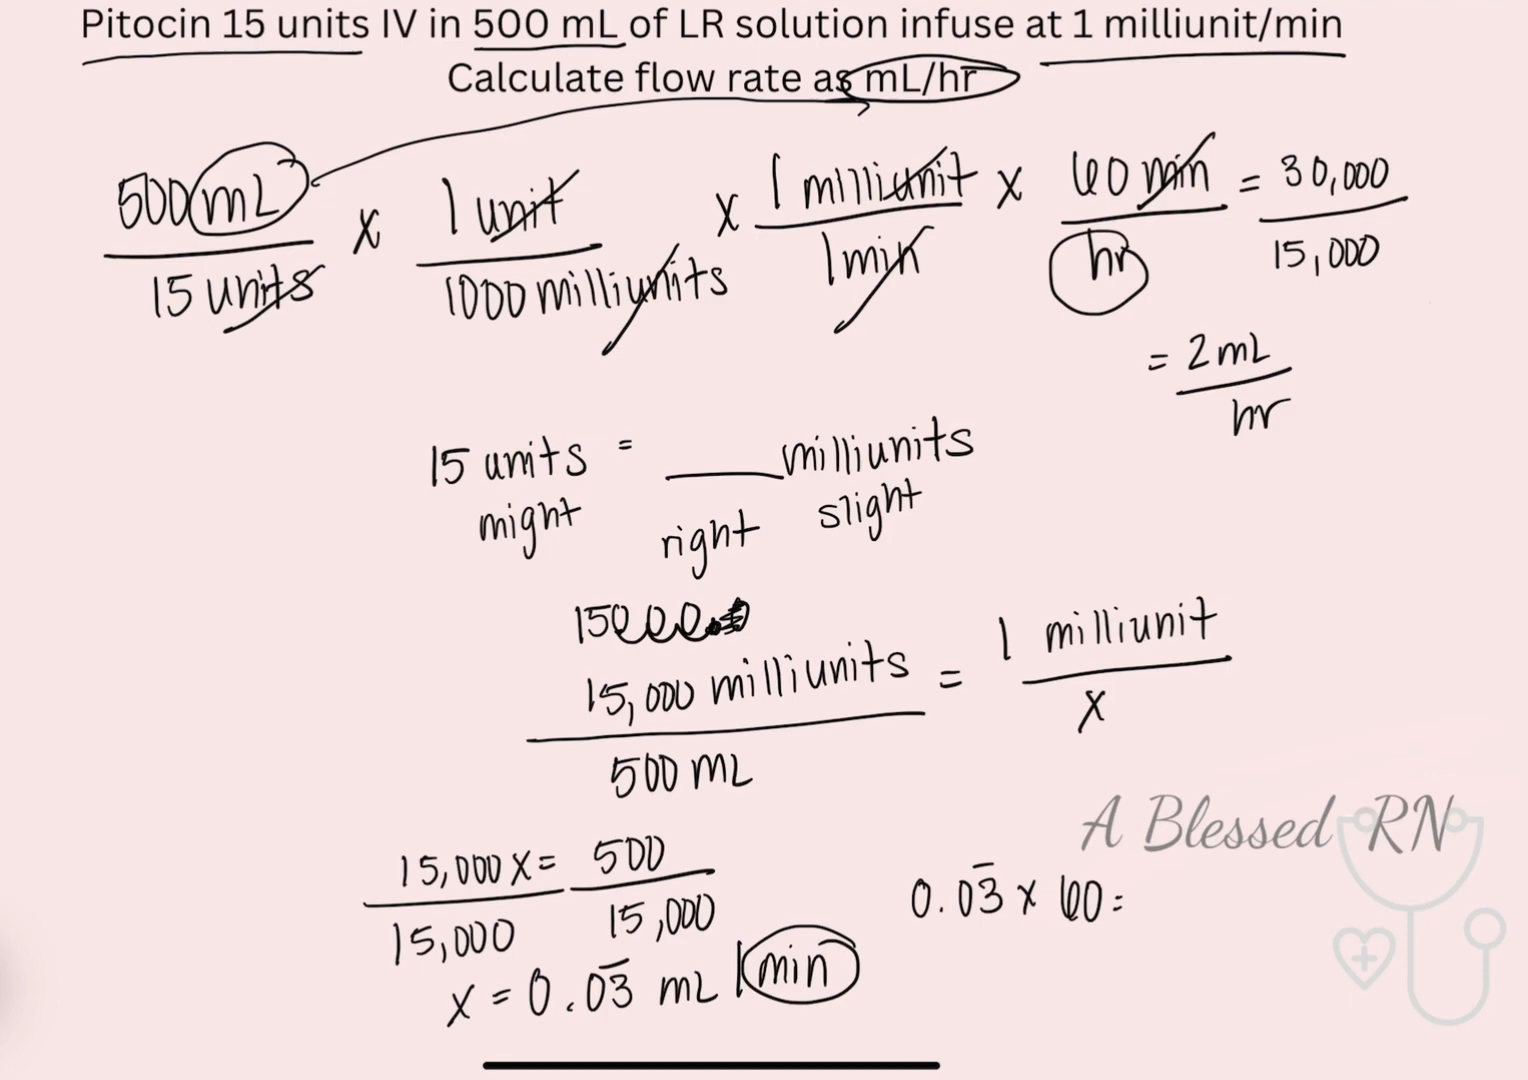 Pitocin 15 units IV in 500 mL of LR solution infuse at 1 milliunit/min
Calculate flow rate as mL/hr
500 mL / 15 units x 1 unit / 1000 milliunits x 1 milliunit / 1 min x 60 min / hr = 30,000 / 15,000
= 2 mL / hr
15 units = ___ milliunits
might right slight
15000.
15,000 milliunits / 500 mL = 1 milliunit / x
15,000 x / 15,000 = 500 / 15,000
x = 0.03̅ mL / min
0.03̅ x 60 =
A Blessed RN